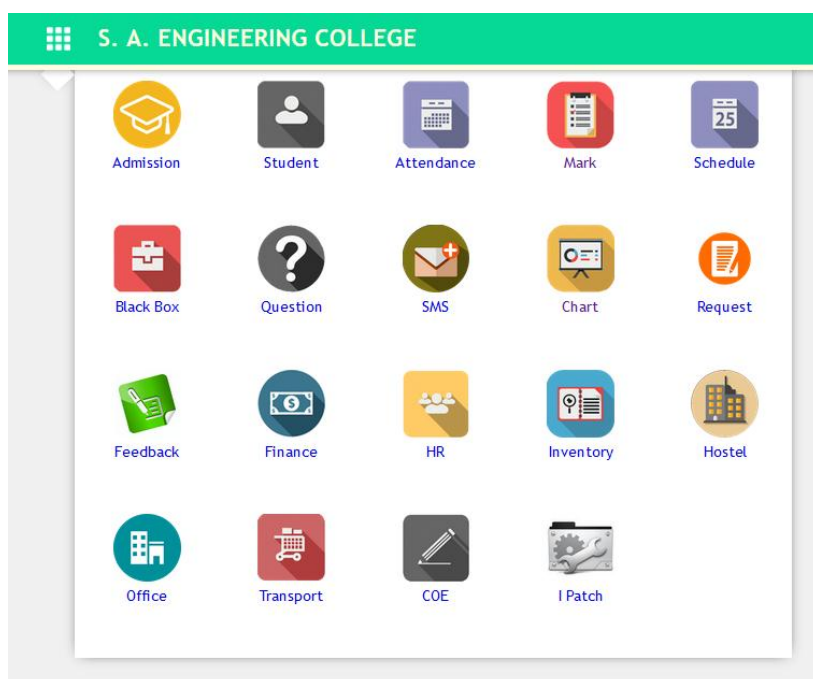 S. A. ENGINEERING COLLEGE
25
Admission Student Attendance Mark Schedule
Black Box Question SMS Chart Request
Feedback Finance HR Inventory Hostel
Office Transport COE I Patch